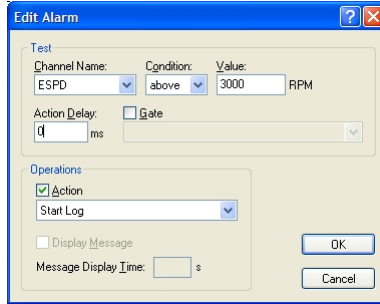 Edit Alarm
Test
Channel Name: Condition: Value:
ESPD above 3000 RPM
Action Delay: Gate
0 ms
Operations
Action
Start Log
Display Message
Message Display Time: s
OK
Cancel